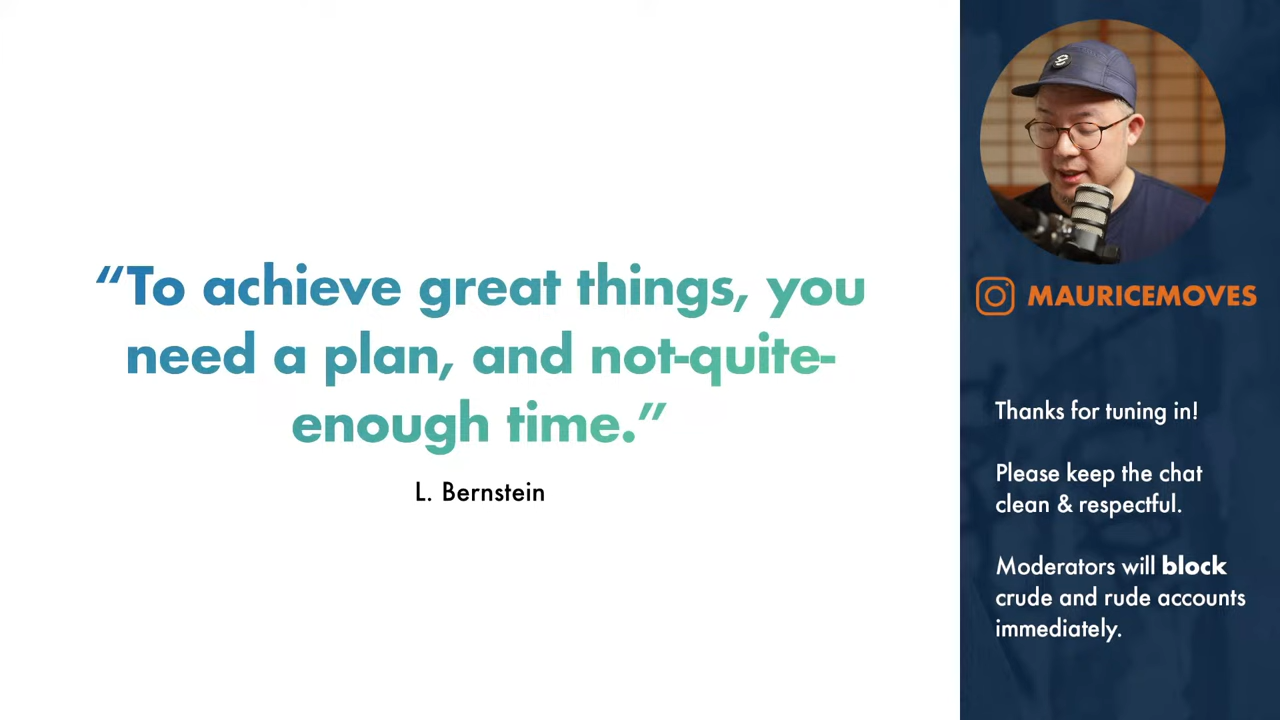 “To achieve great things, you
need a plan, and not-quite-
enough time.”
L. Bernstein
MAURICEMOVES
Thanks for tuning in!
Please keep the chat
clean & respectful.
Moderators will block
crude and rude accounts
immediately.